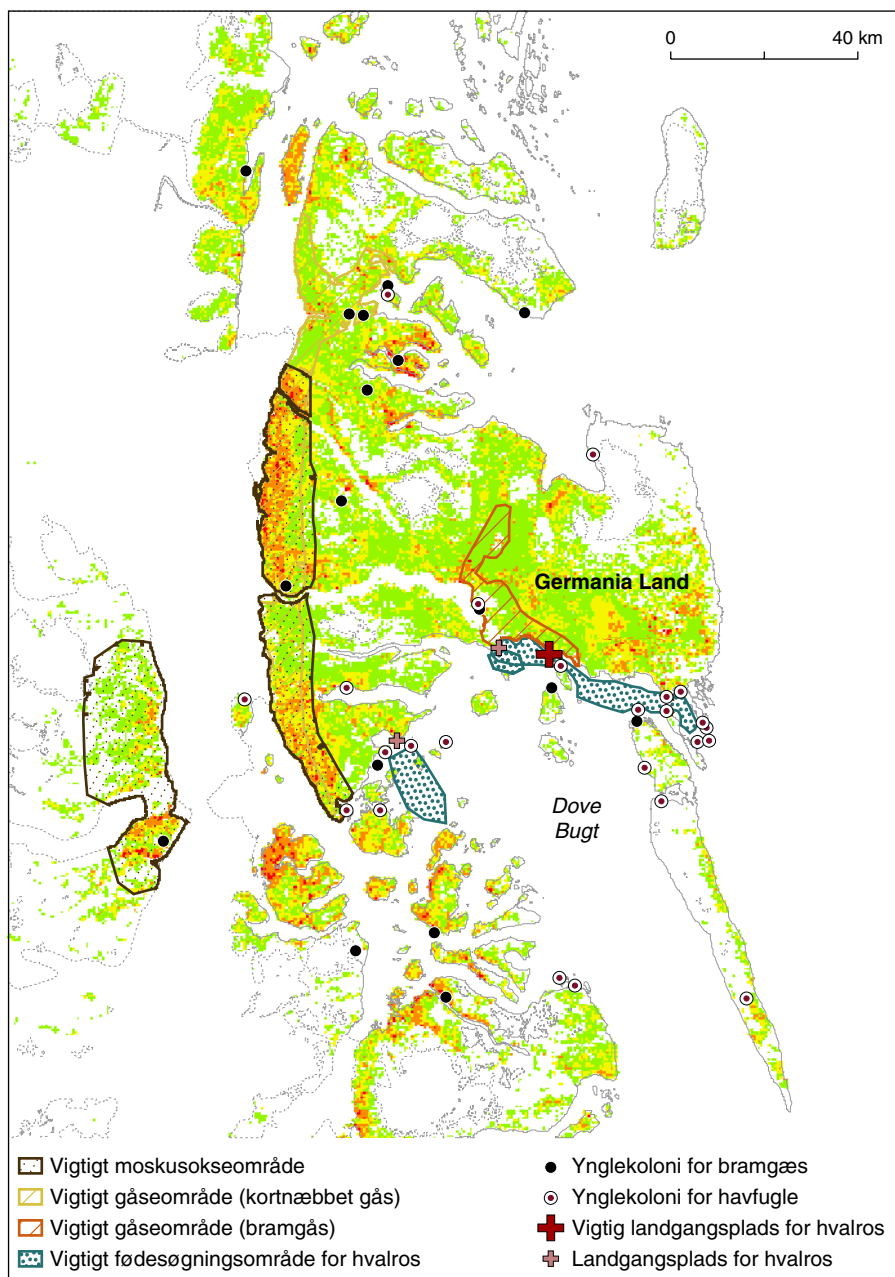 0 40 km
Germania Land
Dove
Bugt
Vigtigt moskusokseområde
Vigtigt gåseområde (kortnæbbet gås)
Vigtigt gåseområde (bramgås)
Vigtigt fødesøgningsområde for hvalros
Ynglekoloni for bramgæs
Ynglekoloni for havfugle
Vigtig landgangsplads for hvalros
Landgangsplads for hvalros